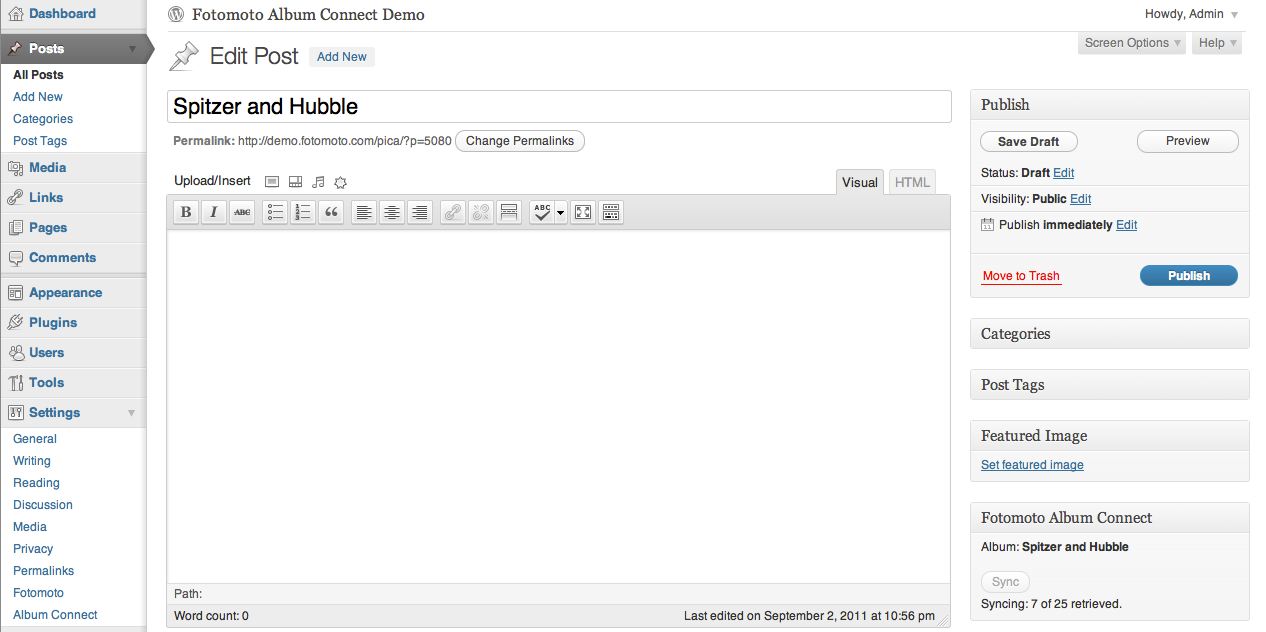 Dashboard
Posts
All Posts
Add New
Categories
Post Tags
Media
Links
Pages
Comments
Appearance
Plugins
Users
Tools
Settings
General
Writing
Reading
Discussion
Media
Privacy
Permalinks
Fotomoto
Album Connect
Fotomoto Album Connect Demo
Howdy, Admin
Screen Options
Help
Edit Post
Add New
Spitzer and Hubble
Permalink: http://demo.fotomoto.com/pica/?p=5080 Change Permalinks
Upload/Insert
Visual
HTML
B
I
ABC
ABC
Path:
Word count: 0
Last edited on September 2, 2011 at 10:56 pm
Publish
Save Draft
Preview
Status: Draft Edit
Visibility: Public Edit
Publish immediately Edit
Move to Trash
Publish
Categories
Post Tags
Featured Image
Set featured image
Fotomoto Album Connect
Album: Spitzer and Hubble
Sync
Syncing: 7 of 25 retrieved.